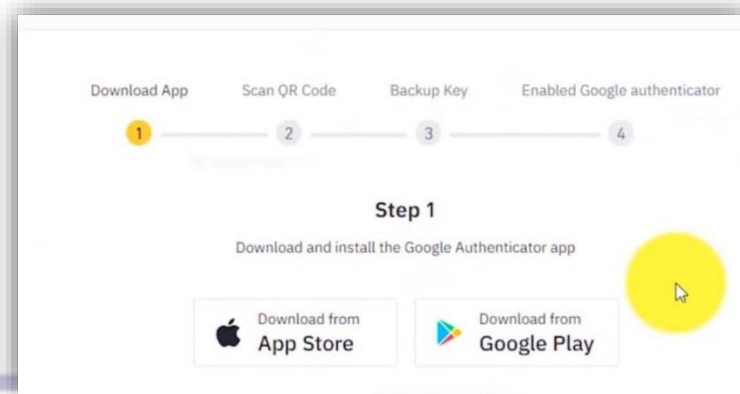 Download App Scan QR Code Backup Key Enabled Google authenticator
1 2 3 4
Step 1
Download and install the Google Authenticator app
Download from
App Store
Download from
Google Play